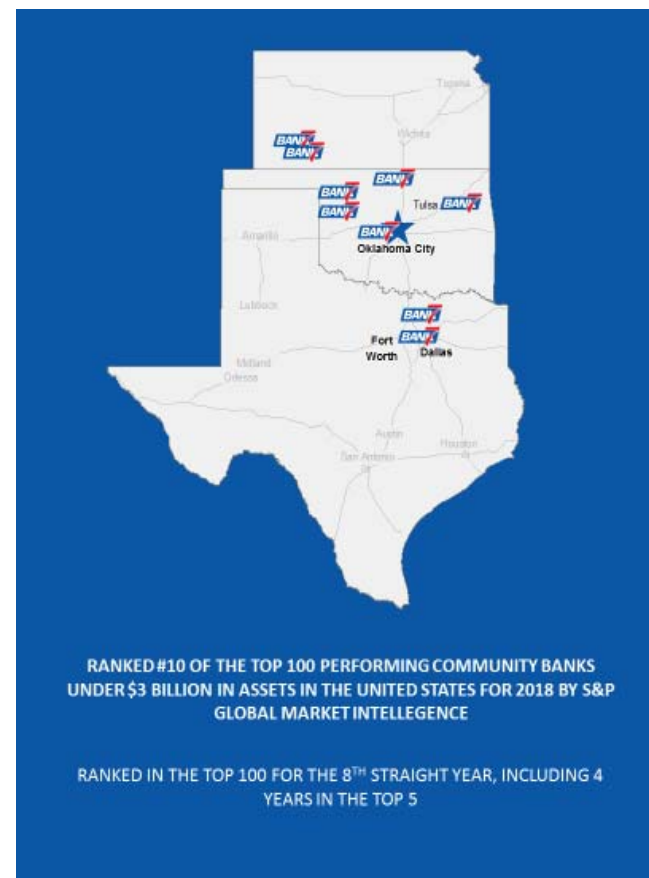 Topeka
Wichita
BANK7
BANK7
BANK7
BANK7
Tulsa BANK7
BANK7
BANK7
Amarillo
Oklahoma City
Lubbock
BANK7
Fort BANK7
Worth Dallas
Midland
Odessa
Austin
Houston
San Antonio
RANKED #10 OF THE TOP 100 PERFORMING COMMUNITY BANKS
UNDER $3 BILLION IN ASSETS IN THE UNITED STATES FOR 2018 BY S&P
GLOBAL MARKET INTELLEGENCE
RANKED IN THE TOP 100 FOR THE 8TH STRAIGHT YEAR, INCLUDING 4
YEARS IN THE TOP 5